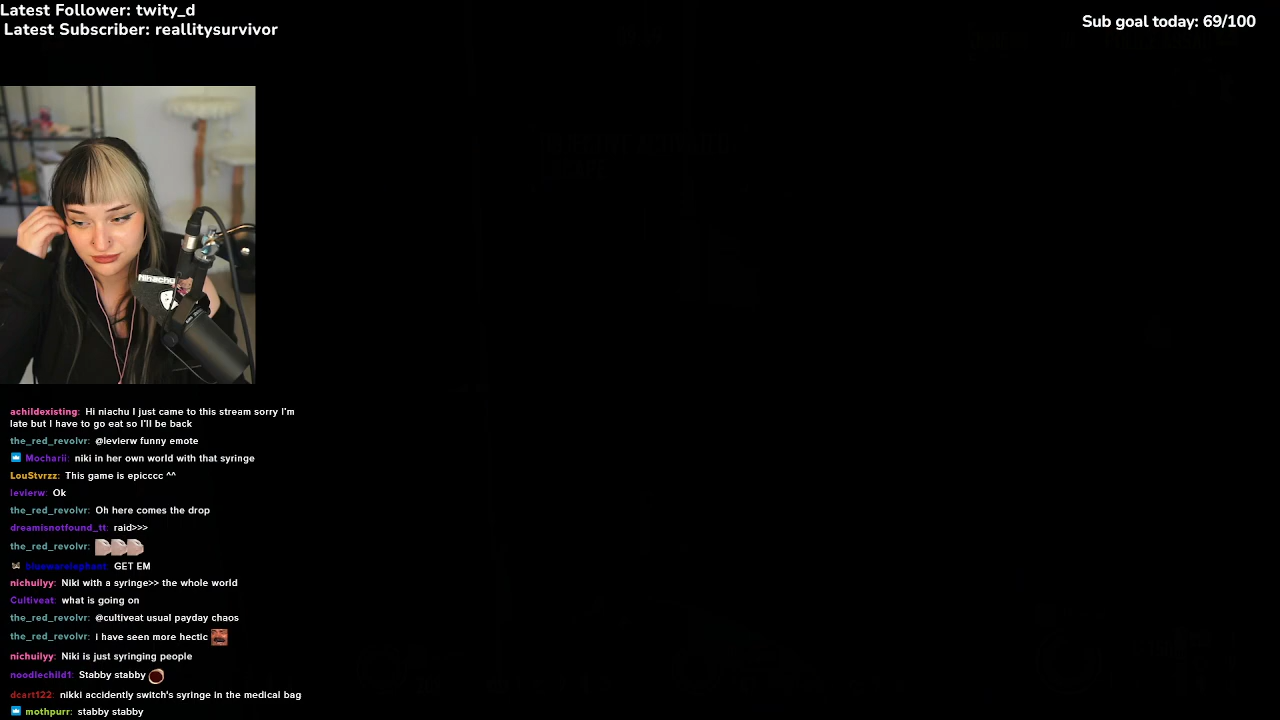 Latest Follower: twity_d
Latest Subscriber: reallitysurvivor
Sub goal today: 69/100
achildexisting: Hi niachu I just came to this stream sorry I'm
late but I have to go eat so I'll be back
the_red_revolvr: @levierw funny emote
Mocharii: niki in her own world with that syringe
LouStvrzz: This game is epicccc ^^
levierw: Ok
the_red_revolvr: Oh here comes the drop
dreamisnotfound_tt: raid>>>
the_red_revolvr:
GET EM
nichuilyy: Niki with a syringe>> the whole world
Cultiveat: what is going on
the_red_revolvr: @cultiveat usual payday chaos
the_red_revolvr: I have seen more hectic
nichuilyy: Niki is just syringing people
noodlechild1: Stabby stabby
dcart122: nikki accidently switch's syringe in the medical bag
mothpurr: stabby stabby